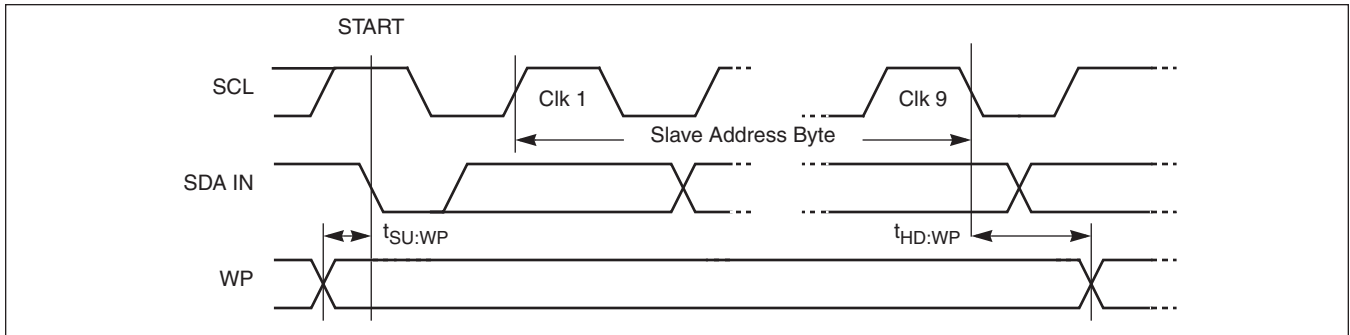 START
SCL
Clk 1
Clk 9
Slave Address Byte
SDA IN
tSU:WP
tHD:WP
WP